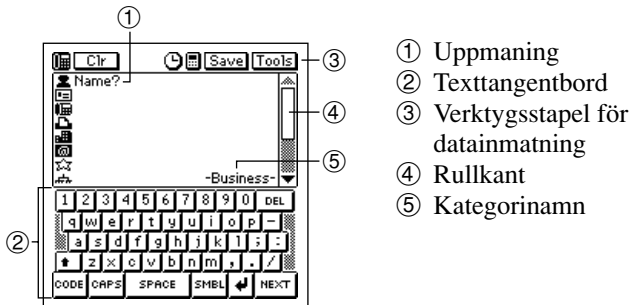 ①
Clr Save Tools ③
Name?
④
⑤
-Business-
②
1 2 3 4 5 6 7 8 9 0 DEL
q w e r t y u i o p -
a s d f g h j k l ; :
z x c v b n m , . /
CODE CAPS SPACE SMBL NEXT
① Uppmaning
② Texttangentbord
③ Verktygsstapel för
datainmatning
④ Rullkant
⑤ Kategorinamn